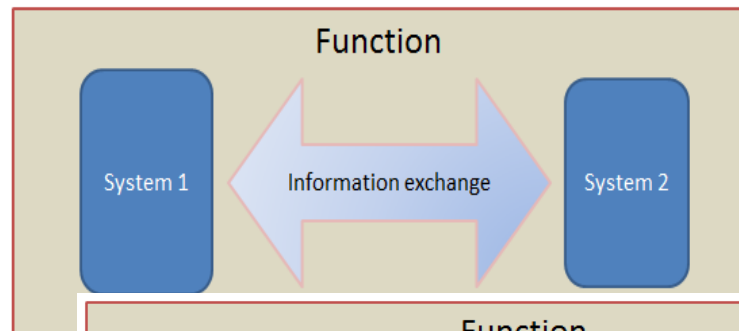 Function
System 1
Information exchange
System 2
Function